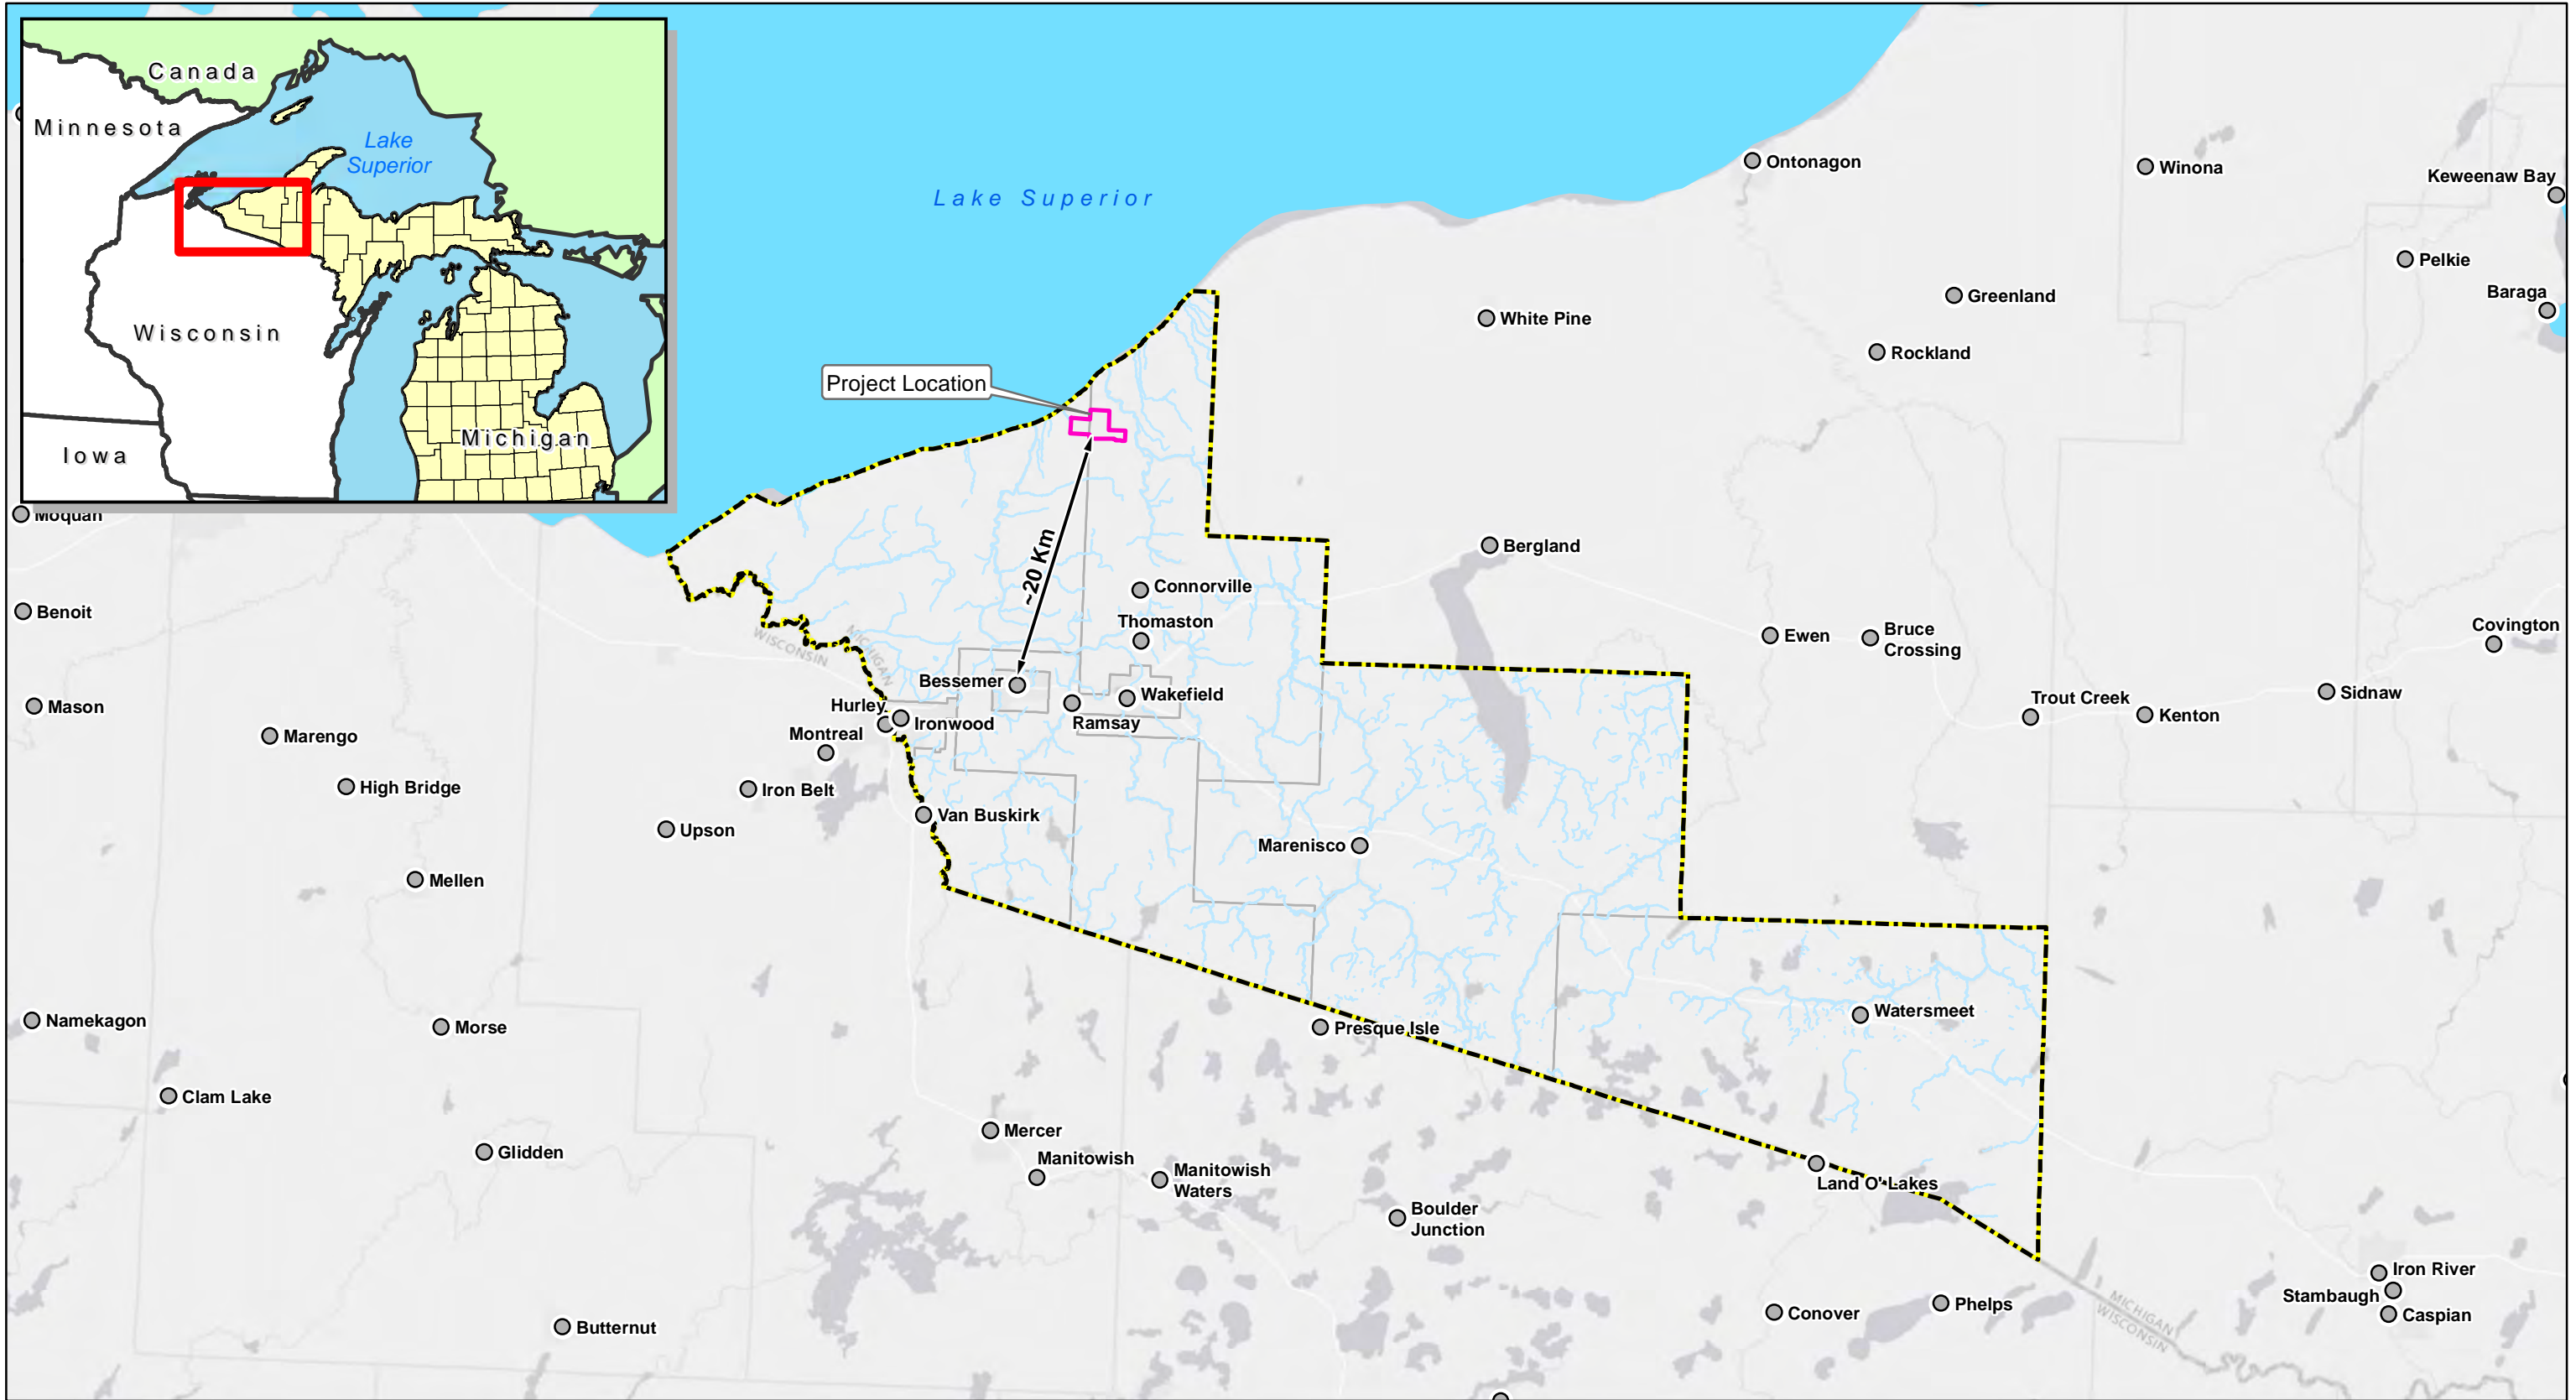 Canada
Minnesota
Lake
Superior
Wisconsin
Michigan
Iowa
Lake Superior
Ontonagon
Winona
Keweenaw Bay
Pelkie
Baraga
Greenland
White Pine
Rockland
Project Location
Moquah
~20 Km
Bergland
Connorville
Benoit
Thomaston
Covington
Ewen
Bruce
Crossing
WISCONSIN
MICHIGAN
Bessemer
Wakefield
Sidnaw
Trout Creek
Mason
Hurley
Kenton
Ramsay
Ironwood
Marengo
Montreal
High Bridge
Iron Belt
Van Buskirk
Upson
Marenisco
Mellen
Watersmeet
Namekagon
Morse
Presque Isle
Clam Lake
Mercer
Glidden
Manitowish
Manitowish
Waters
Land O' Lakes
Boulder
Junction
Iron River
Stambaugh
Phelps
Conover
Caspian
Butternut
MICHIGAN
WISCONSIN